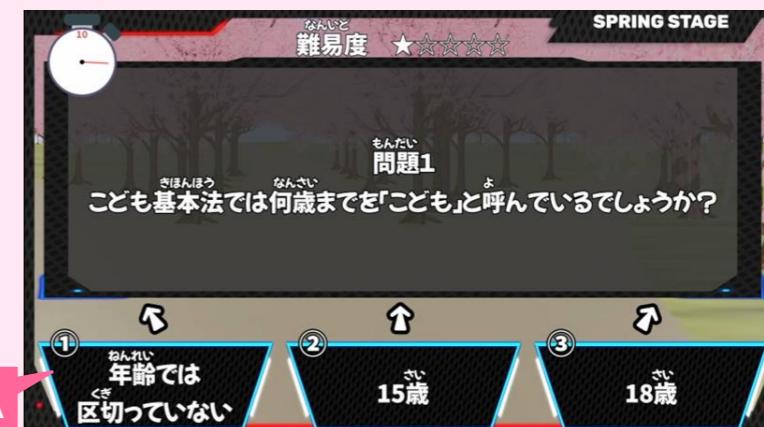 SPRING STAGE
10
なんいど
難易度 ★☆☆☆☆
もんだい
問題1
きほんほう なんさい よ
こども基本法では何歳までを「こども」と呼んでいるでしょうか?
① ② ③
ねんれい
年齢では
くぎ
区切っていない
さい
15歳
さい
18歳
A